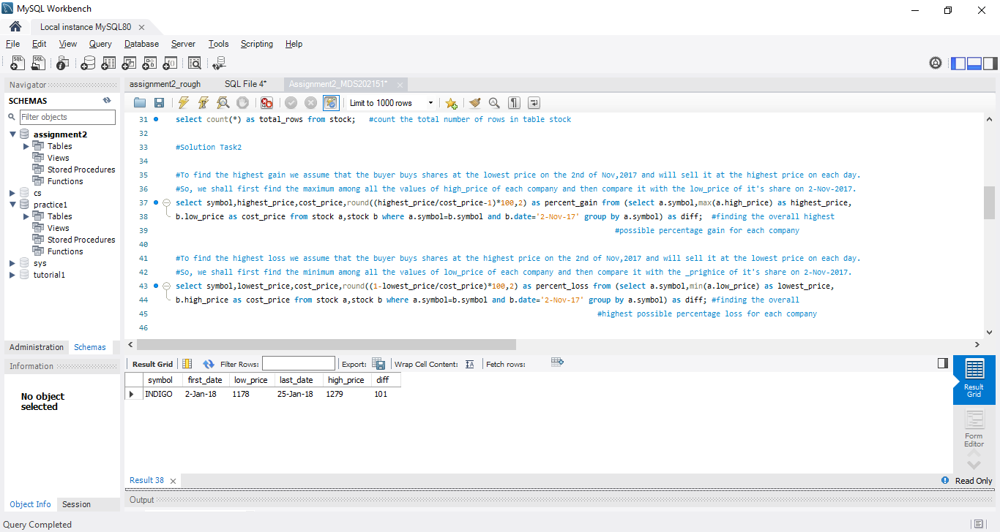 MySQL Workbench
Local instance MySQL80
File Edit View Query Database Server Tools Scripting Help
Navigator
SCHEMAS
Filter objects
assignment2
Tables
Views
Stored Procedures
Functions
cs
practice1
Tables
Views
Stored Procedures
Functions
sys
tutorial1
Administration Schemas
Information
No object
selected
Object Info Session
assignment2_rough SQL File 4* Assignment2_MDS202151*
Limit to 1000 rows
31 select count(*) as total_rows from stock; #count the total number of rows in table stock
32
33 #Solution Task2
34
35 #To find the highest gain we assume that the buyer buys shares at the lowest price on the 2nd of Nov,2017 and will sell it at the highest price on each day.
36 #So, we shall first find the maximum among all the values of high_price of each company and then compare it with the low_price of it's share on 2-Nov-2017.
37 select symbol,highest_price,cost_price,round((highest_price/cost_price-1)*100,2) as percent_gain from (select a.symbol,max(a.high_price) as highest_price,
38 b.low_price as cost_price from stock a,stock b where a.symbol=b.symbol and b.date='2-Nov-17' group by a.symbol) as diff; #finding the overall highest
39 #possible percentage gain for each company
40
41 #To find the highest loss we assume that the buyer buys shares at the highest price on the 2nd of Nov,2017 and will sell it at the lowest price on each day.
42 #So, we shall first find the minimum among all the values of low_price of each company and then compare it with the _prighice of it's share on 2-Nov-2017.
43 select symbol,lowest_price,cost_price,round((1-lowest_price/cost_price)*100,2) as percent_loss from (select a.symbol,min(a.low_price) as lowest_price,
44 b.high_price as cost_price from stock a,stock b where a.symbol=b.symbol and b.date='2-Nov-17' group by a.symbol) as diff; #finding the overall
45 #highest possible percentage loss for each company
46
Result Grid Filter Rows: Export: Wrap Cell Content: IA Fetch rows:
symbol first_date low_price last_date high_price diff
INDIGO 2-Jan-18 1178 25-Jan-18 1279 101
Result
Grid
Form
Editor
Result 38
Read Only
Output
Query Completed